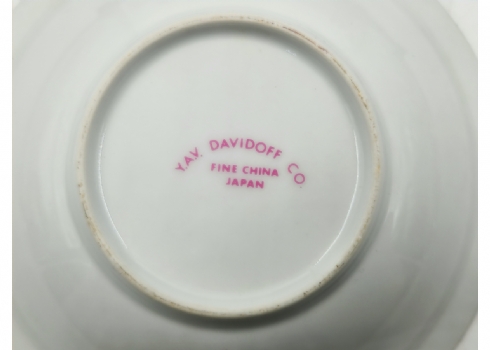 Y.A.V. DAVIDOFF CO.
FINE CHINA
JAPAN